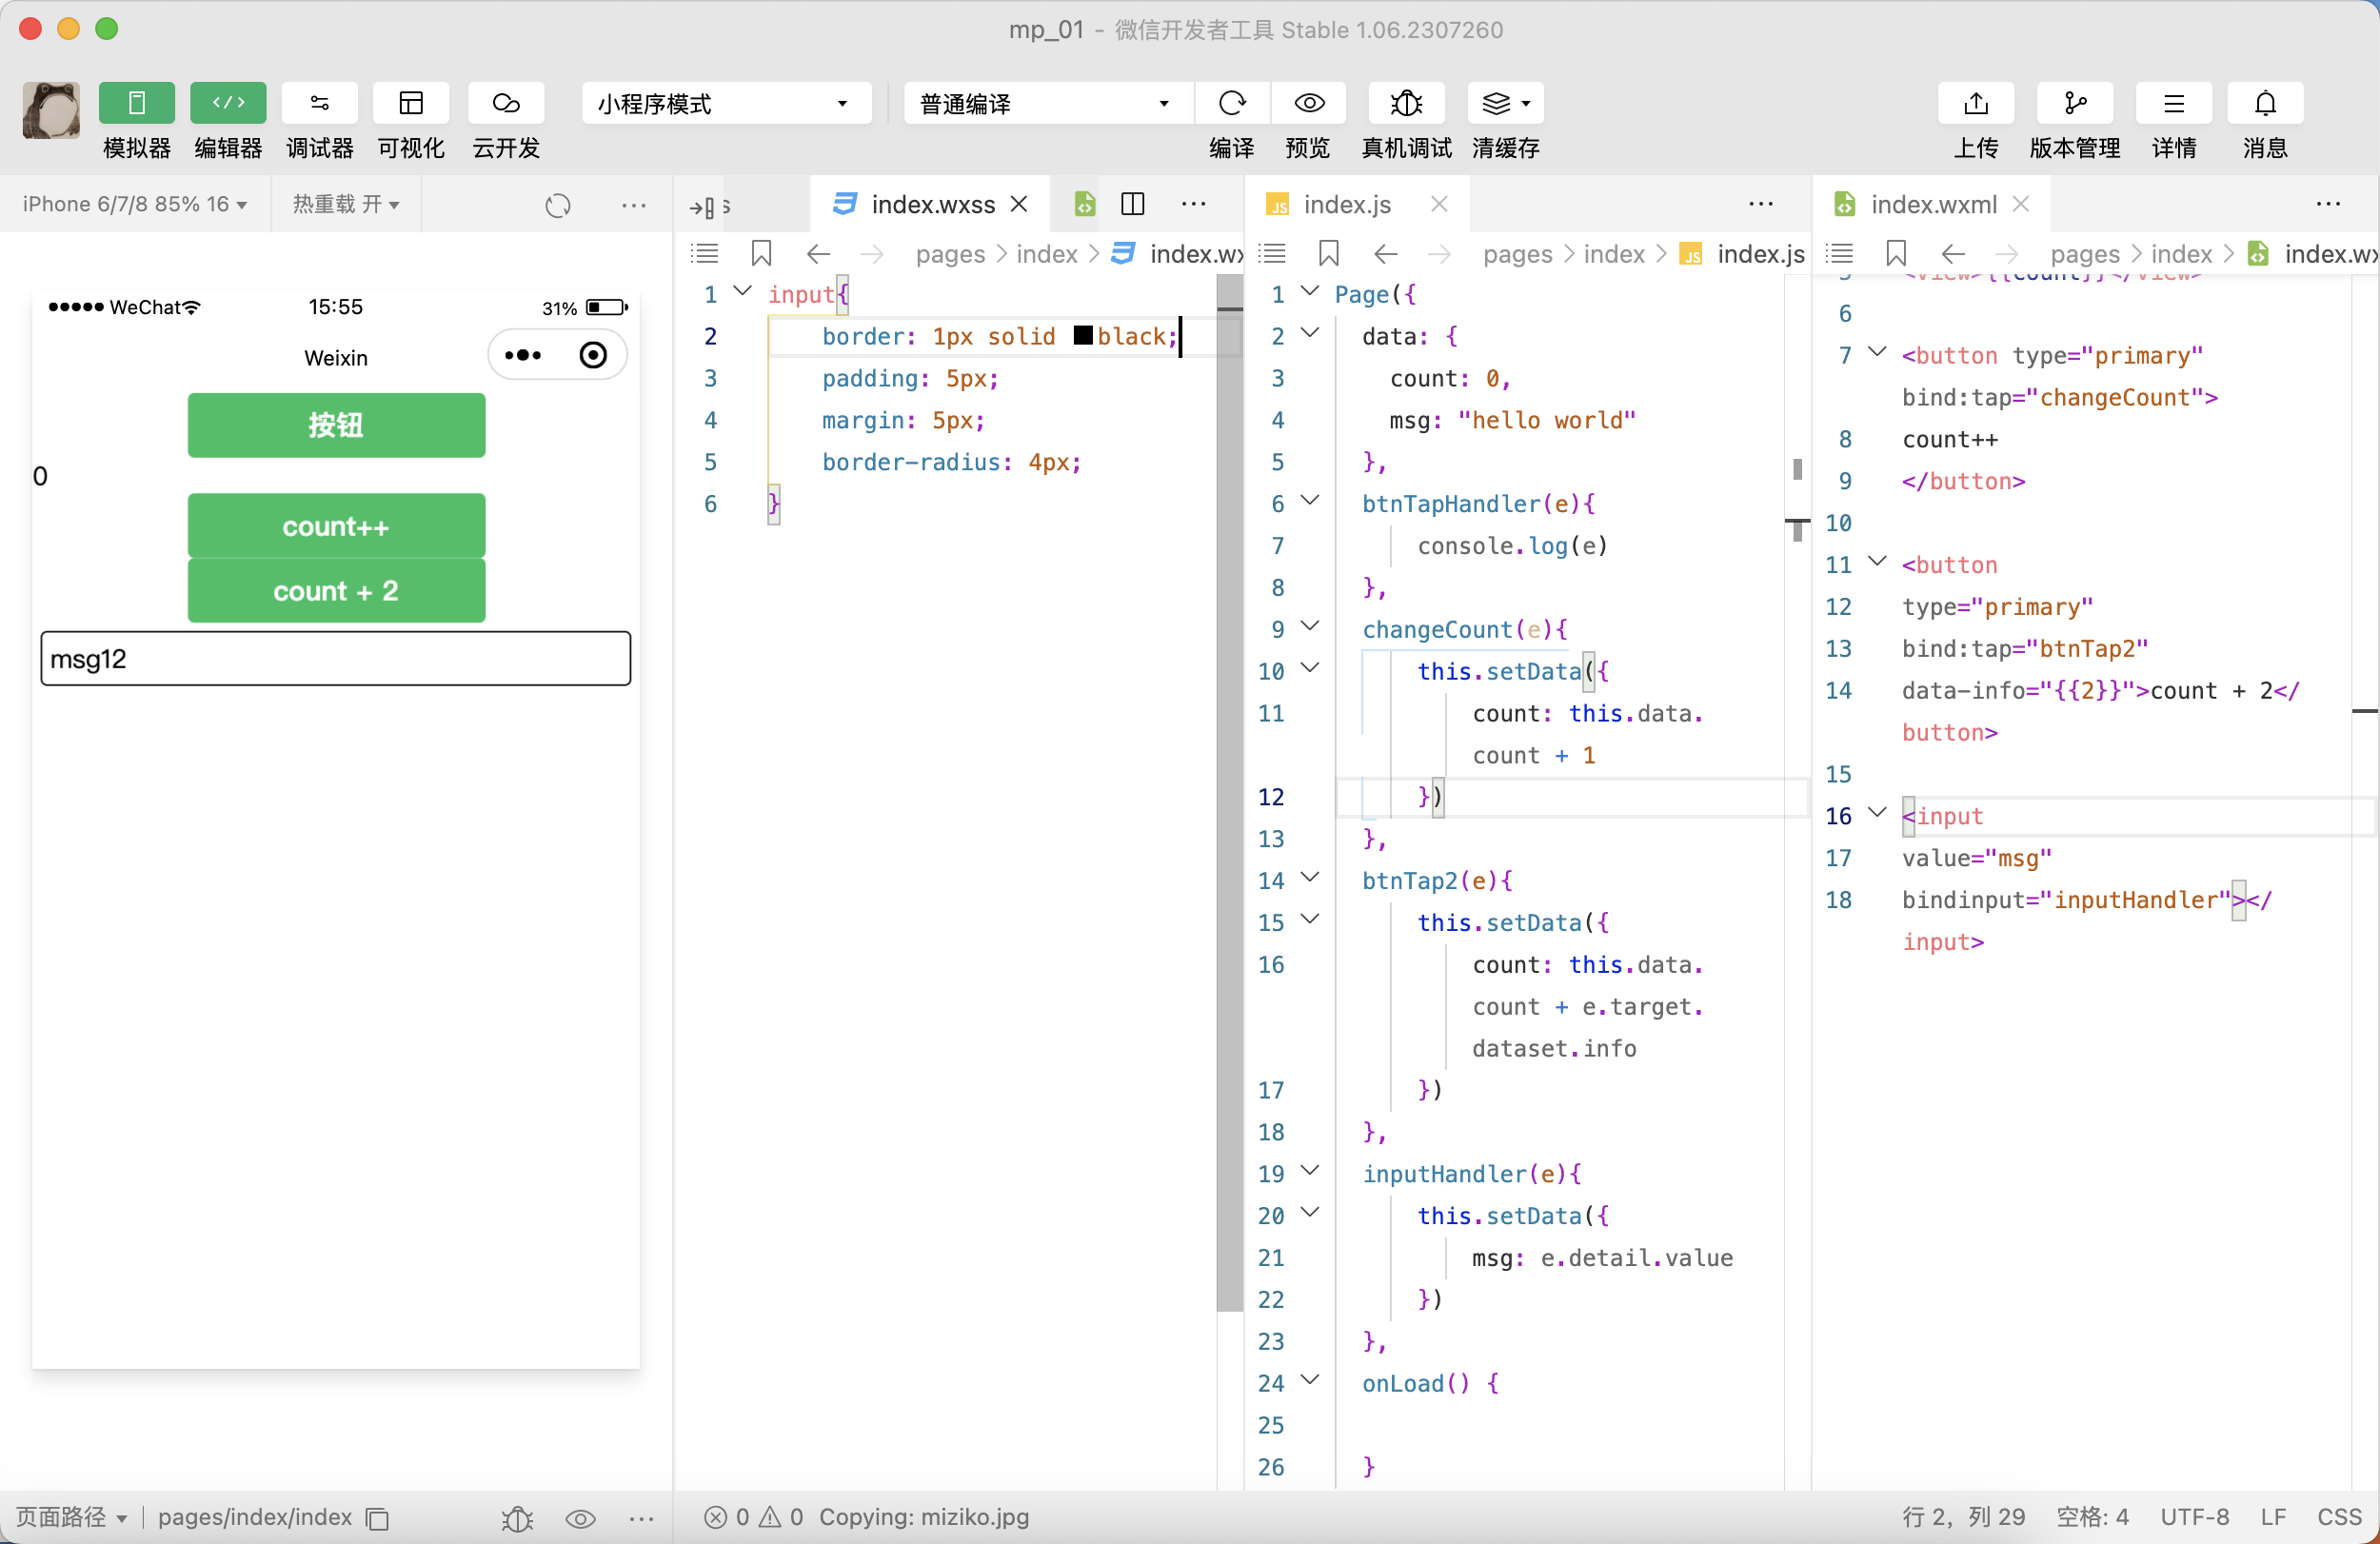 mp_01 - 微信开发者工具 Stable 1.06.2307260
模拟器
编辑器
调试器
可视化
云开发
小程序模式
普通编译
编译
预览
真机调试
清缓存
上传
版本管理
详情
消息
iPhone 6/7/8 85% 16
热重载 开
WeChat
15:55
31%
Weixin
按钮
0
count++
count + 2
msg12
页面路径
pages/index/index
s
index.wxss
pages > index > index.wx
1 input{
2 border: 1px solid black;
3 padding: 5px;
4 margin: 5px;
5 border-radius: 4px;
6 }
JS index.js
pages > index > JS index.js
1 Page({
2 data: {
3 count: 0,
4 msg: "hello world"
5 },
6 btnTapHandler(e){
7 console.log(e)
8 },
9 changeCount(e){
10 this.setData({
11 count: this.data.
count + 1
12 })
13 },
14 btnTap2(e){
15 this.setData({
16 count: this.data.
count + e.target.
dataset.info
17 })
18 },
19 inputHandler(e){
20 this.setData({
21 msg: e.detail.value
22 })
23 },
24 onLoad() {
25
26 }
index.wxml
pages > index > index.wx
5 <view>{{count}}</view>
6
7 <button type="primary"
bind:tap="changeCount">
8 count++
9 </button>
10
11 <button
12 type="primary"
13 bind:tap="btnTap2"
14 data-info="{{2}}">count + 2</
button>
15
16 <input
17 value="msg"
18 bindinput="inputHandler"></
input>
0 0 Copying: miziko.jpg
行 2，列 29
空格: 4
UTF-8
LF
CSS